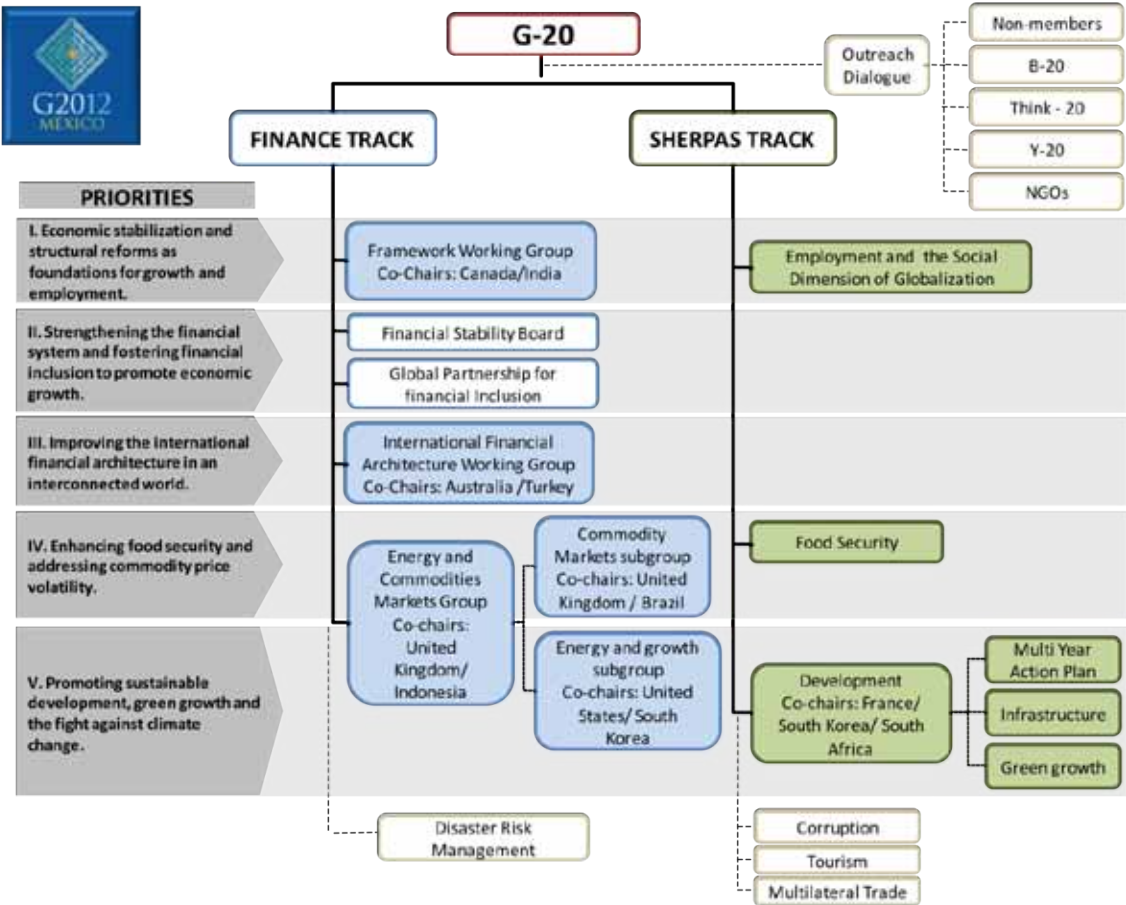 G2012
MÉXICO
G-20
Outreach
Dialogue
Non-members
B-20
Think - 20
Y-20
NGOs
FINANCE TRACK
SHERPAS TRACK
PRIORITIES
I. Economic stabilization and
structural reforms as
foundations for growth and
employment.
Framework Working Group
Co-Chairs: Canada/India
Employment and the Social
Dimension of Globalization
II. Strengthening the financial
system and fostering financial
inclusion to promote economic
growth.
Financial Stability Board
Global Partnership for
financial Inclusion
III. Improving the international
financial architecture in an
interconnected world.
International Financial
Architecture Working Group
Co-Chairs: Australia /Turkey
IV. Enhancing food security and
addressing commodity price
volatility.
Energy and
Commodities
Markets Group
Co-chairs:
United
Kingdom/
Indonesia
Commodity
Markets subgroup
Co-chairs: United
Kingdom / Brazil
Food Security
V. Promoting sustainable
development, green growth and
the fight against climate
change.
Energy and growth
subgroup
Co-chairs: United
States/ South
Korea
Development
Co-chairs: France/
South Korea/ South
Africa
Multi Year
Action Plan
Infrastructure
Green growth
Disaster Risk
Management
Corruption
Tourism
Multilateral Trade